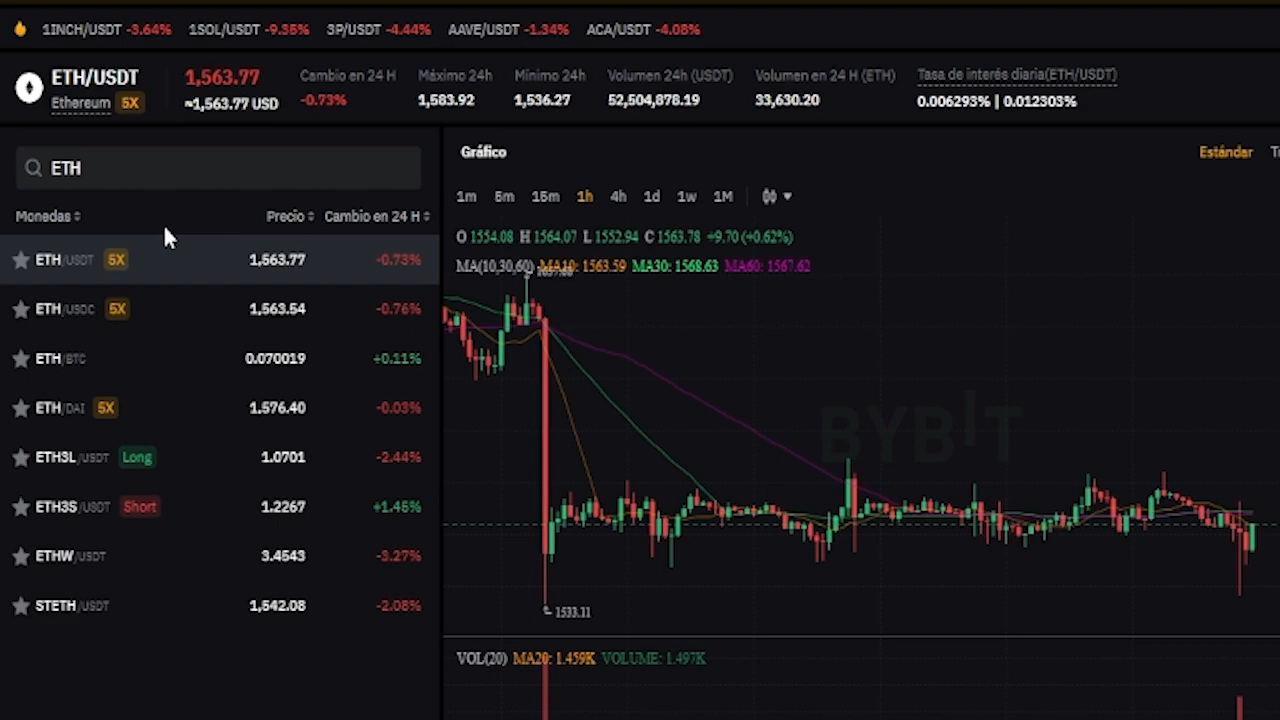 1INCH/USDT -3.64% 1SOL/USDT -9.35% 3P/USDT -4.44% AAVE/USDT -1.34% ACA/USDT -4.08%
ETH/USDT 1,563.77 Cambio en 24 H Máximo 24h Mínimo 24h Volumen 24h (USDT) Volumen en 24 H (ETH) Tasa de interés diaria(ETH/USDT)
Ethereum 5X ≈1,563.77 USD -0.73% 1,583.92 1,536.27 52,504,878.19 33,630.20 0.006293% | 0.012303%
ETH
Monedas Precio Cambio en 24 H
ETH/USDT 5X 1,563.77 -0.73%
ETH/USDC 5X 1,563.54 -0.76%
ETH/BTC 0.070019 +0.11%
ETH/DAI 5X 1,576.40 -0.03%
ETH3L/USDT Long 1.0701 -2.44%
ETH3S/USDT Short 1.2267 +1.45%
ETHW/USDT 3.4543 -3.27%
STETH/USDT 1,542.08 -2.08%
Gráfico Estándar
1m 5m 15m 1h 4h 1d 1w 1M
O 1554.08 H 1564.07 L 1552.94 C 1563.78 +9.70 (+0.62%)
MA(10,30,60) MA10: 1563.59 MA30: 1568.63 MA60: 1567.62
BYBIT
1533.11
VOL(20) MA20: 1.459K VOLUME: 1.497K